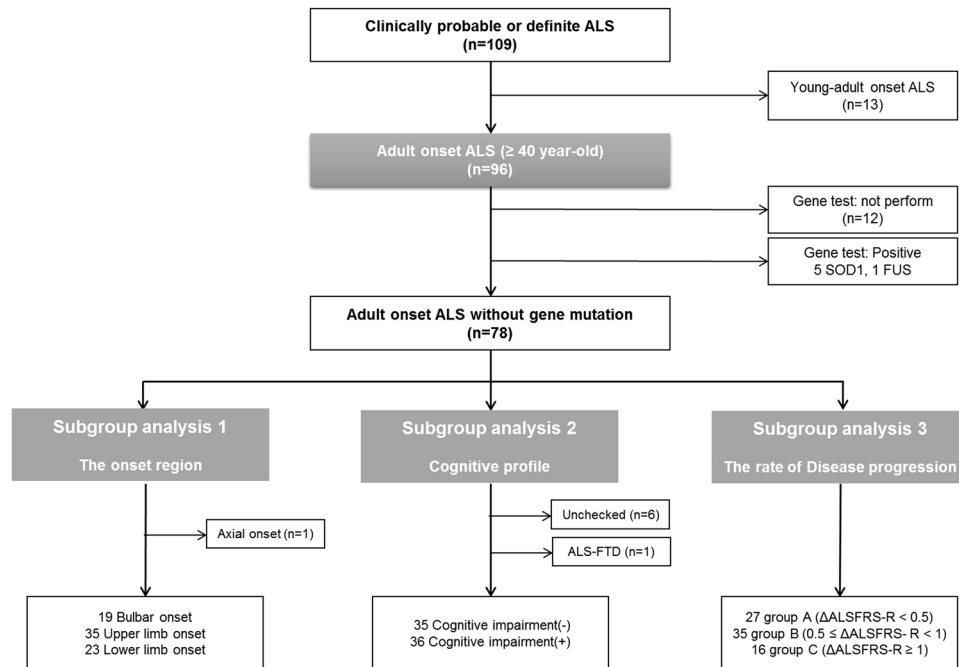 Clinically probable or definite ALS
(n=109)
Young-adult onset ALS
(n=13)
Adult onset ALS (≥ 40 year-old)
(n=96)
Gene test: not perform
(n=12)
Gene test: Positive
5 SOD1, 1 FUS
Adult onset ALS without gene mutation
(n=78)
Subgroup analysis 1
The onset region
Subgroup analysis 2
Cognitive profile
Subgroup analysis 3
The rate of Disease progression
Axial onset (n=1)
Unchecked (n=6)
ALS-FTD (n=1)
19 Bulbar onset
35 Upper limb onset
23 Lower limb onset
35 Cognitive impairment(-)
36 Cognitive impairment(+)
27 group A (ΔALSFRS-R < 0.5)
35 group B (0.5 ≤ ΔALSFRS- R < 1)
16 group C (ΔALSFRS-R ≥ 1)